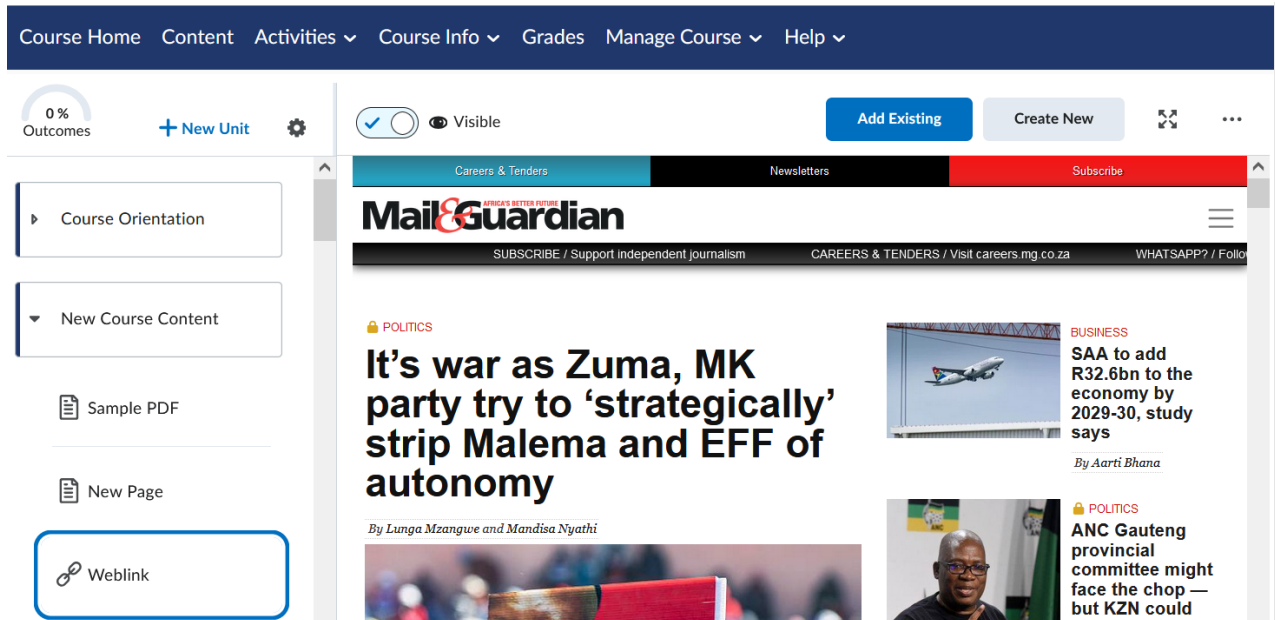 Course Home Content Activities Course Info Grades Manage Course Help
0 %
Outcomes
New Unit
Visible
Add Existing
Create New
Course Orientation
New Course Content
Sample PDF
New Page
Weblink
Careers & Tenders
Newsletters
Subscribe
AFRICA'S BETTER FUTURE
Mail&Guardian
SUBSCRIBE / Support independent journalism CAREERS & TENDERS / Visit careers.mg.co.za WHATSAPP? / Follo
POLITICS
It’s war as Zuma, MK
party try to ‘strategically’
strip Malema and EFF of
autonomy
By Lunga Mzangwe and Mandisa Nyathi
BUSINESS
SAA to add
R32.6bn to the
economy by
2029-30, study
says
By Aarti Bhana
ANC
POLITICS
ANC Gauteng
provincial
committee might
face the chop —
but KZN could